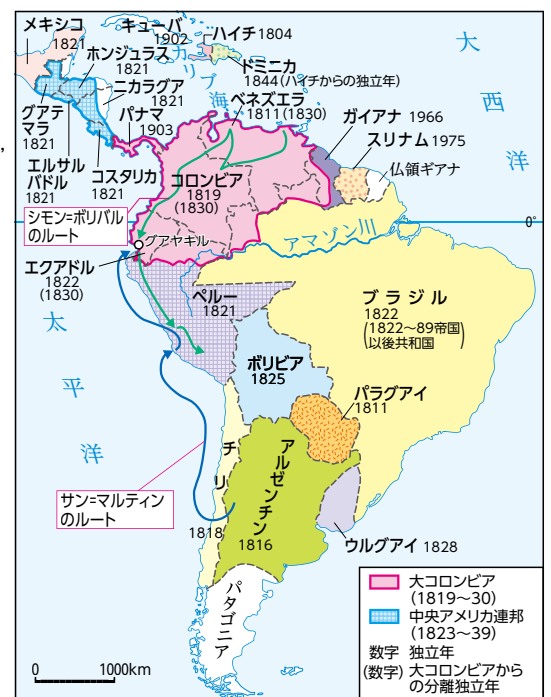 メキシコ
1821
キューバ
1902
ハイチ 1804
ドミニカ
1844(ハイチからの独立年)
ホンジュラス
1821
ニカラグア
1821
カリブ海
ベネズエラ
1811(1830)
グアテ
マラ
1821
パナマ
1903
エルサル
バドル
1821
コスタリカ
1821
ガイアナ 1966
スリナム 1975
仏領ギアナ
大西洋
コロンビア
1819
(1830)
シモン=ボリバル
のルート
グアヤキル
0°
アマゾン川
エクアドル
1822
(1830)
ペルー
1821
ブラジル
1822
(1822〜89帝国
以後共和国)
太平洋
ボリビア
1825
パラグアイ
1811
チリ
1818
アルゼンチン
1816
サン=マルティン
のルート
ウルグアイ 1828
パタゴニア
0 1000km
大コロンビア
(1819〜30)
中央アメリカ連邦
(1823〜39)
数字 独立年
(数字) 大コロンビアから
の分離独立年